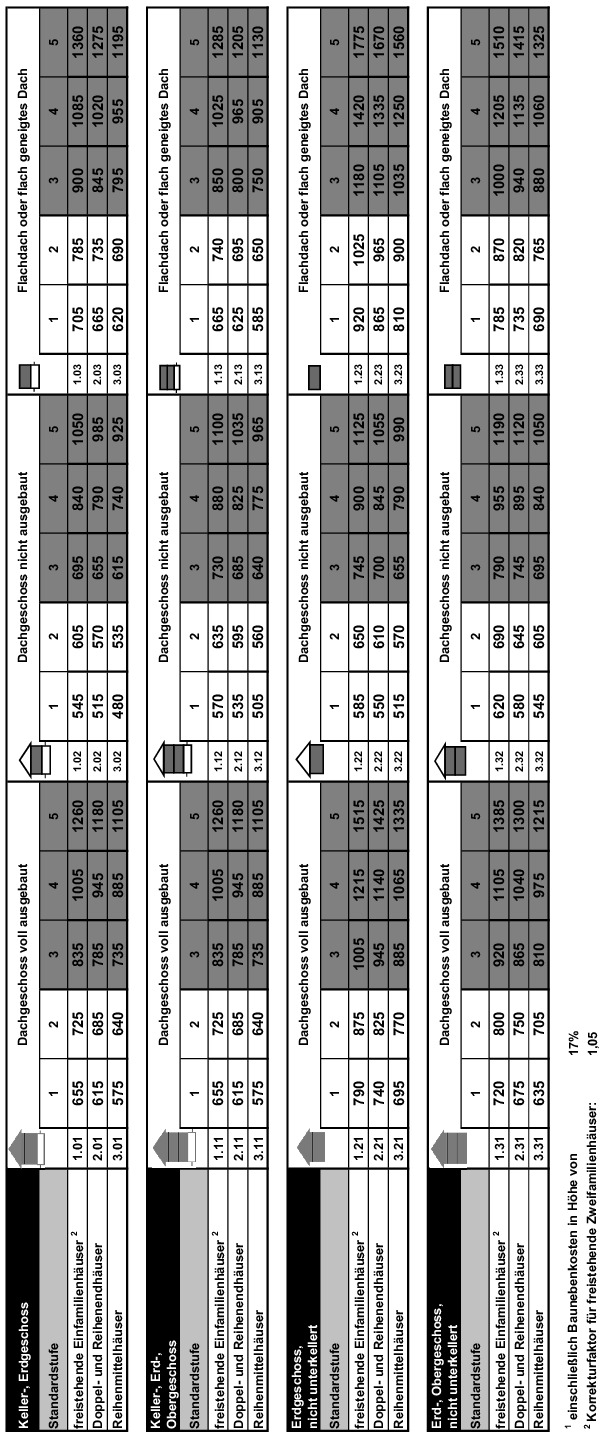 Keller-, Erdgeschoss Dachgeschoss voll ausgebaut Dachgeschoss nicht ausgebaut Flachdach oder flach geneigtes Dach
Standardstufe 1 2 3 4 5 1 2 3 4 5 1 2 3 4 5
freistehende Einfamilienhäuser ² 1.01 655 725 835 1005 1260 1.02 545 605 695 840 1050 1.03 705 785 900 1085 1360
Doppel- und Reihenendhäuser 2.01 615 685 785 945 1180 2.02 515 570 655 790 985 2.03 665 735 845 1020 1275
Reihenmittelhäuser 3.01 575 640 735 885 1105 3.02 480 535 615 740 925 3.03 620 690 795 955 1195
Keller-, Erd-,
Obergeschoss Dachgeschoss voll ausgebaut Dachgeschoss nicht ausgebaut Flachdach oder flach geneigtes Dach
Standardstufe 1 2 3 4 5 1 2 3 4 5 1 2 3 4 5
freistehende Einfamilienhäuser ² 1.11 655 725 835 1005 1260 1.12 570 635 730 880 1100 1.13 665 740 850 1025 1285
Doppel- und Reihenendhäuser 2.11 615 685 785 945 1180 2.12 535 595 685 825 1035 2.13 625 695 800 965 1205
Reihenmittelhäuser 3.11 575 640 735 885 1105 3.12 505 560 640 775 965 3.13 585 650 750 905 1130
Erdgeschoss,
nicht unterkellert Dachgeschoss voll ausgebaut Dachgeschoss nicht ausgebaut Flachdach oder flach geneigtes Dach
Standardstufe 1 2 3 4 5 1 2 3 4 5 1 2 3 4 5
freistehende Einfamilienhäuser ² 1.21 790 875 1005 1215 1515 1.22 585 650 745 900 1125 1.23 920 1025 1180 1420 1775
Doppel- und Reihenendhäuser 2.21 740 825 945 1140 1425 2.22 550 610 700 845 1055 2.23 865 965 1105 1335 1670
Reihenmittelhäuser 3.21 695 770 885 1065 1335 3.22 515 570 655 790 990 3.23 810 900 1035 1250 1560
Erd-, Obergeschoss,
nicht unterkellert Dachgeschoss voll ausgebaut Dachgeschoss nicht ausgebaut Flachdach oder flach geneigtes Dach
Standardstufe 1 2 3 4 5 1 2 3 4 5 1 2 3 4 5
freistehende Einfamilienhäuser ² 1.31 720 800 920 1105 1385 1.32 620 690 790 955 1190 1.33 785 870 1000 1205 1510
Doppel- und Reihenendhäuser 2.31 675 750 865 1040 1300 2.32 580 645 745 895 1120 2.33 735 820 940 1135 1415
Reihenmittelhäuser 3.31 635 705 810 975 1215 3.32 545 605 695 840 1050 3.33 690 765 880 1060 1325
¹ einschließlich Baunebenkosten in Höhe von 17%
² Korrekturfaktor für freistehende Zweifamilienhäuser: 1,05